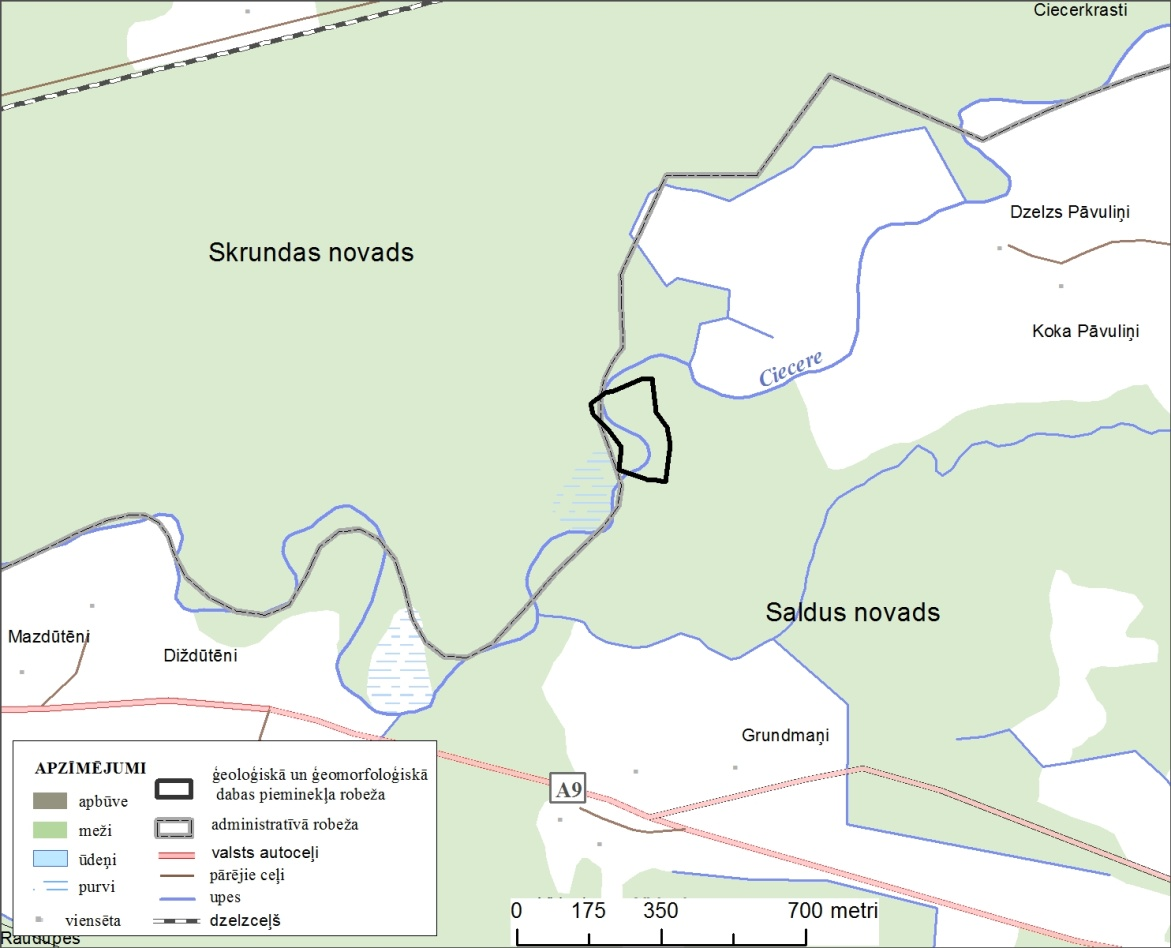 Ciecerkrasti
Dzelzs Pāvuliņi
Skrundas novads
Koka Pāvuliņi
Ciecere
Saldus novads
Mazdūtēni
Diždūtēni
Grundmaņi
A9
APZĪMĒJUMI
apbūve
meži
ūdeņi
purvi
viensēta
ģeoloģiskā un ģeomorfoloģiskā
dabas pieminekļa robeža
administratīvā robeža
valsts autoceļi
pārējie ceļi
upes
dzelzceļš
0 175 350 700 metri
Raudupes